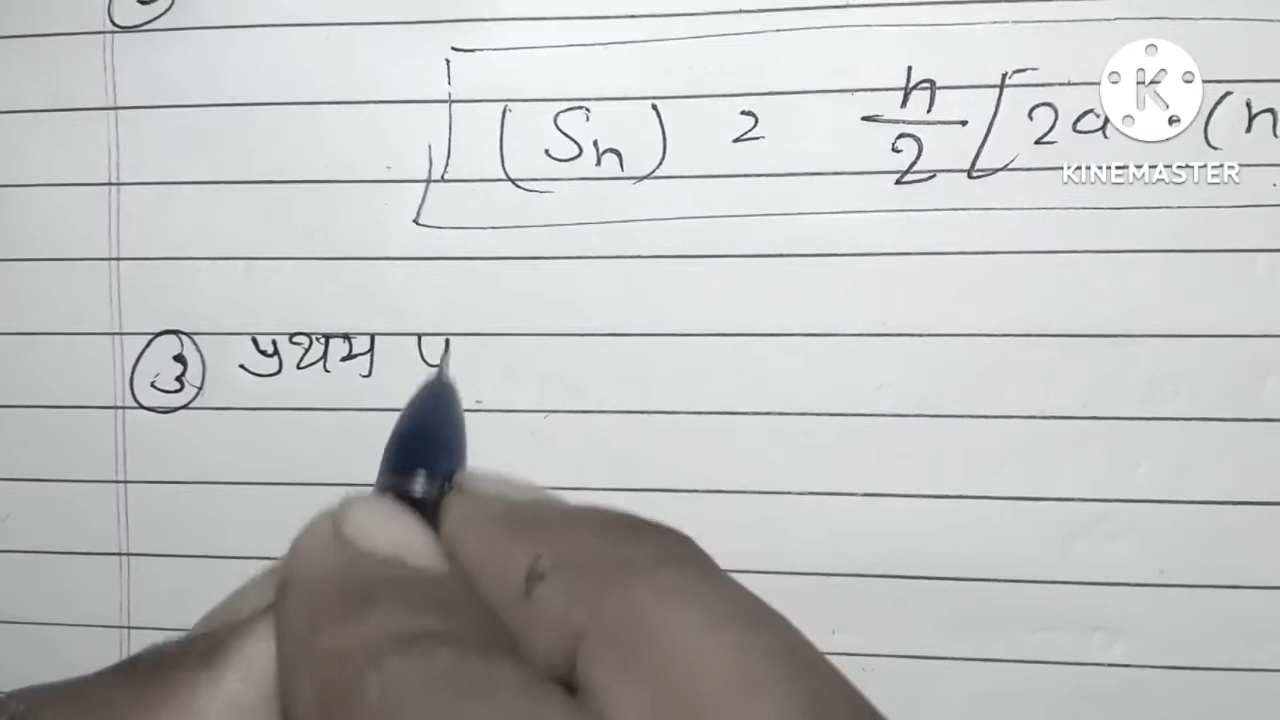 (Sn) = n/2 [2a (n
K
KINEMASTER
③ प्रथम प